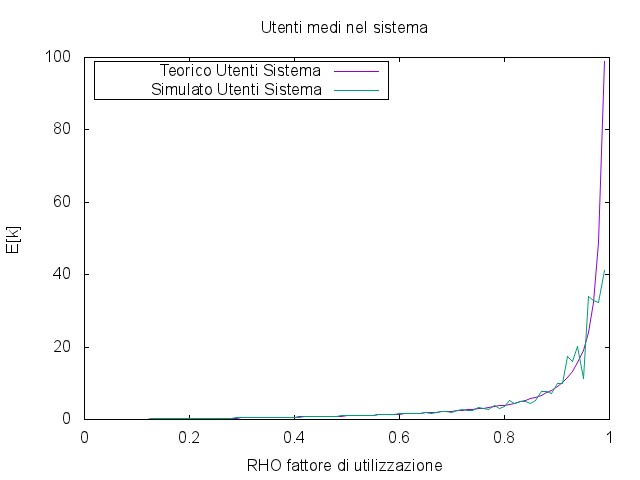 Utenti medi nel sistema
Teorico Utenti Sistema
Simulato Utenti Sistema
100
80
60
40
20
0
E[k]
0
0.2
0.4
0.6
0.8
1
RHO fattore di utilizzazione